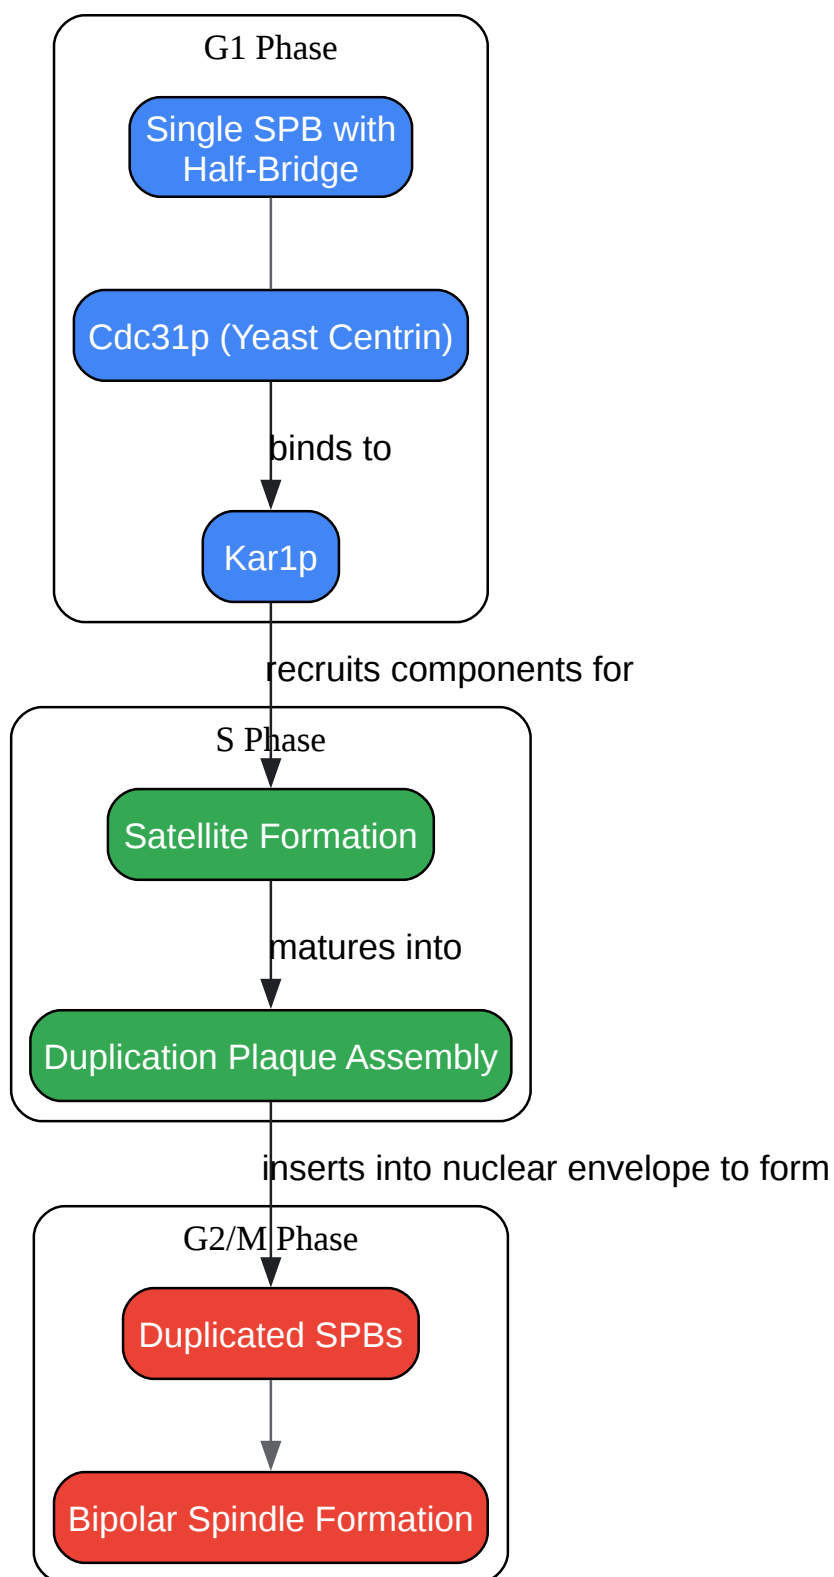 G1 Phase
Single SPB with
Half-Bridge
Cdc31p (Yeast Centrin)
binds to
Kar1p
recruits components for
S Phase
Satellite Formation
matures into
Duplication Plaque Assembly
inserts into nuclear envelope to form
G2/M Phase
Duplicated SPBs
Bipolar Spindle Formation